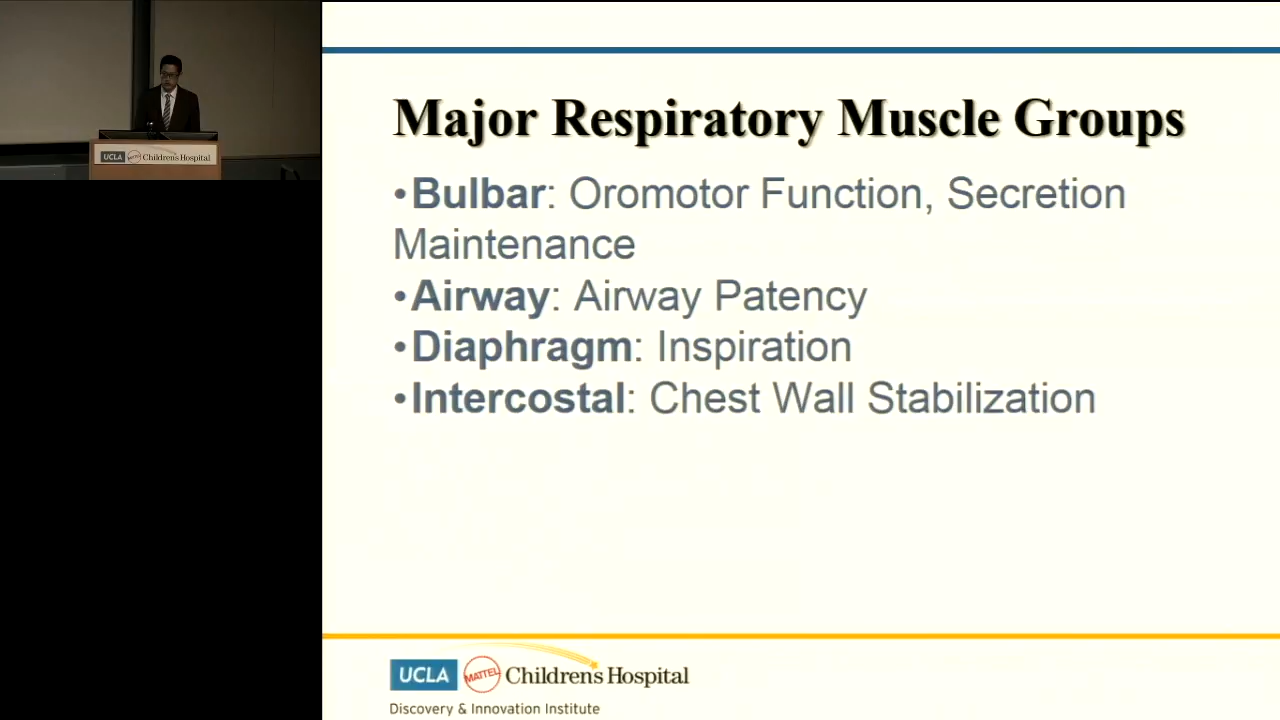 Major Respiratory Muscle Groups
•Bulbar: Oromotor Function, Secretion
Maintenance
•Airway: Airway Patency
•Diaphragm: Inspiration
•Intercostal: Chest Wall Stabilization
UCLA MATTEL Children's Hospital
Discovery & Innovation Institute
UCLA Children's Hospital